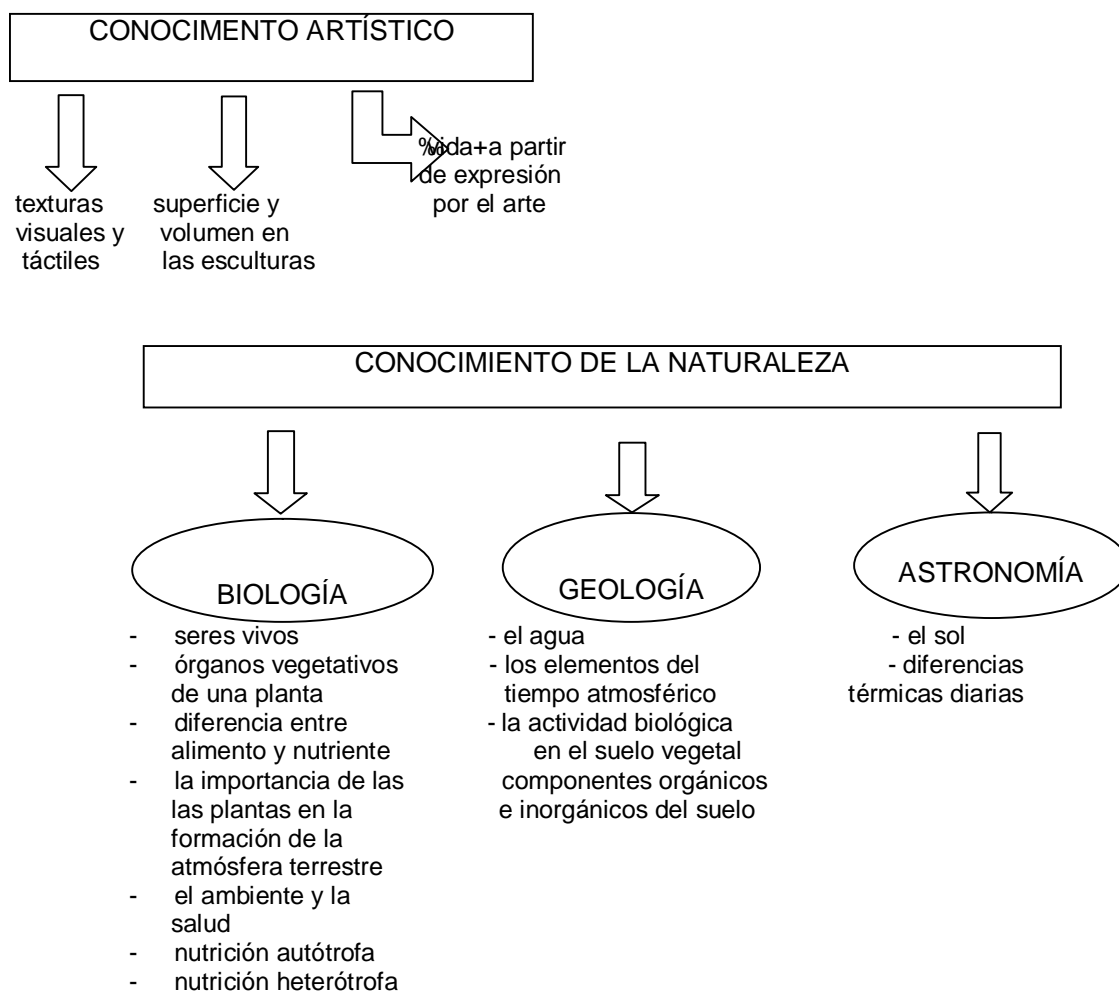 CONOCIMENTO ARTÍSTICO
texturas
visuales y
táctiles
superficie y
volumen en
las esculturas
%vida+a partir
de expresión
por el arte
CONOCIMIENTO DE LA NATURALEZA
BIOLOGÍA
- seres vivos
- órganos vegetativos
de una planta
- diferencia entre
alimento y nutriente
- la importancia de las
las plantas en la
formación de la
atmósfera terrestre
- el ambiente y la
salud
- nutrición autótrofa
- nutrición heterótrofa
GEOLOGÍA
- el agua
- los elementos del
tiempo atmosférico
- la actividad biológica
en el suelo vegetal
componentes orgánicos
e inorgánicos del suelo
ASTRONOMÍA
- el sol
- diferencias
térmicas diarias